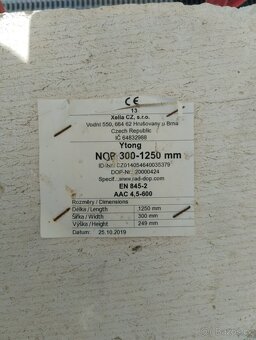 CE
13
Xella CZ, s.r.o.
Vodní 550, 664 62 Hrušovany u Brna
Czech Republic
IČ 64832988
Ytong
NOP 300-1250 mm
DOP-Nr.: 20000424
EN 845-2
AAC 4,5-600
Rozměry / Dimensions
Délka / Length 1250 mm
Šířka / Width 300 mm
Výška / Height 249 mm
Datum: 25.10.2019